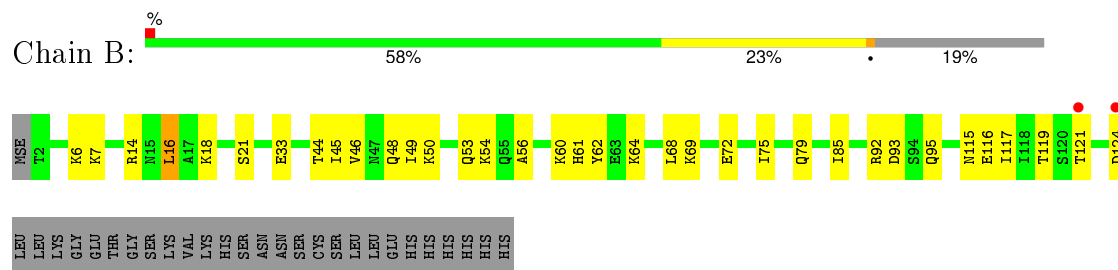 %
Chain B:
58% 23% • 19%
MSE T2 K6 K7 R14 N15 L16 A17 K18 S21 E33 T44 I45 V46 N47 Q48 I49 K50 Q53 K54 Q55 A56 K60 H61 Y62 E63 K64 L68 K69 E72 I75 Q79 I85 R92 D93 S94 Q95 N115 E116 I117 I118 T119 S120 T121 D124
LEU LEU LYS GLY GLU THR GLY SER LYS VAL LYS HIS SER ASN ASN SER CYS SER LEU LEU GLU HIS HIS HIS HIS HIS HIS